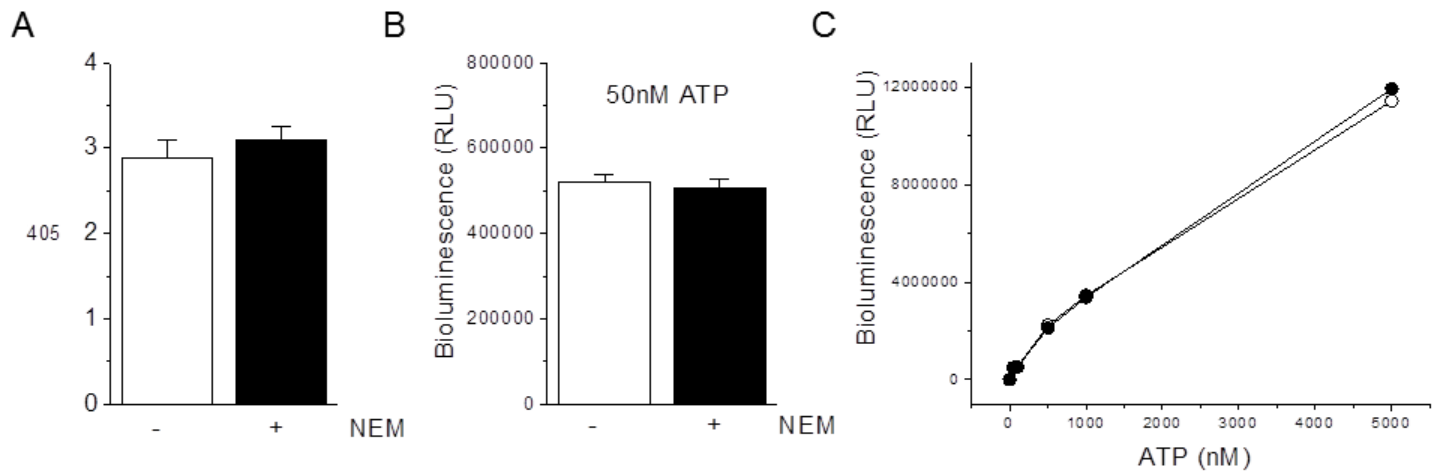 A
4
3
405
2
1
0
- + NEM
B
800000
50nM ATP
600000
Bioluminescence (RLU)
400000
200000
0
- + NEM
C
12000000
Bioluminescence (RLU)
8000000
4000000
0
0 1000 2000 3000 4000 5000
ATP (nM)